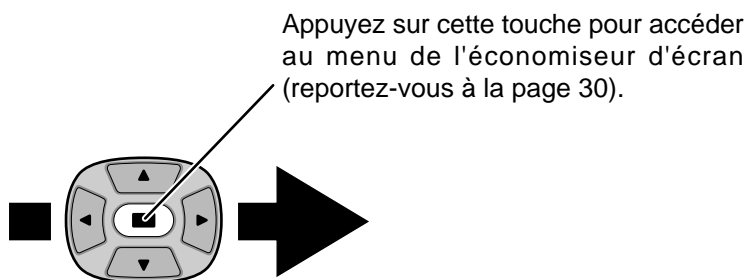 Appuyez sur cette touche pour accéder
au menu de l'économiseur d'écran
(reportez-vous à la page 30).